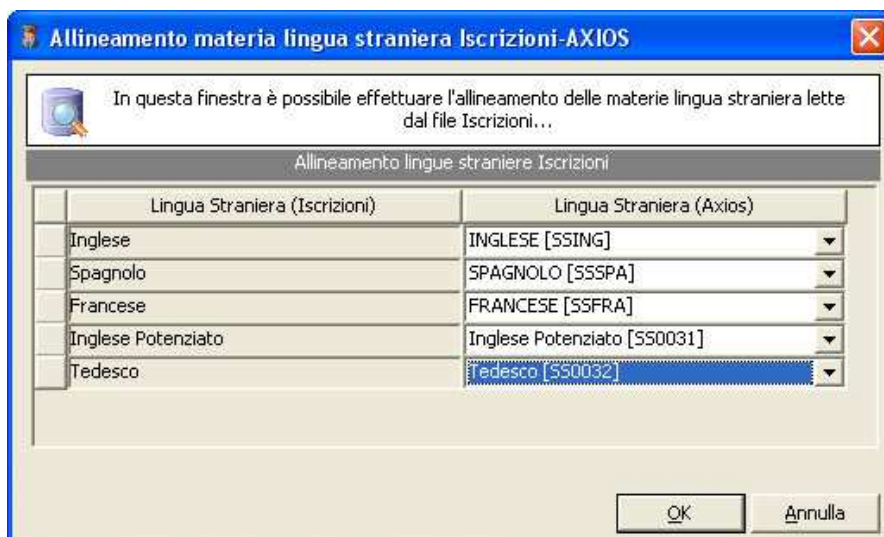 Allineamento materia lingua straniera Iscrizioni-AXIOS
In questa finestra è possibile effettuare l'allineamento delle materie lingua straniera lette
dal file Iscrizioni...
Allineamento lingue straniere Iscrizioni
Lingua Straniera (Iscrizioni) Lingua Straniera (Axios)
Inglese INGLESE [SSING]
Spagnolo SPAGNOLO [SSSPA]
Francese FRANCESE [SSFRA]
Inglese Potenziato Inglese Potenziato [SS0031]
Tedesco Tedesco [SS0032]
OK Annulla